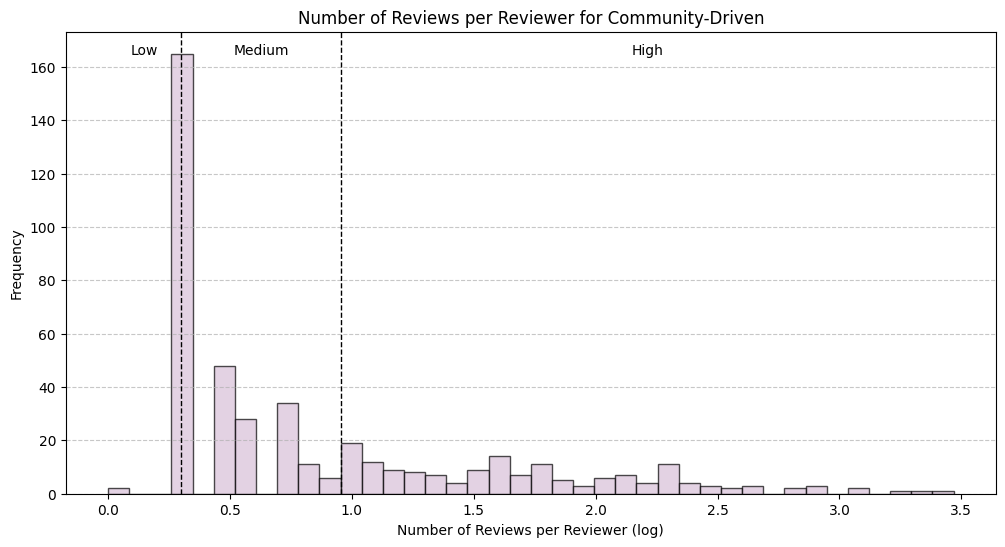 Number of Reviews per Reviewer for Community-Driven
Low Medium High
Frequency
160
140
120
100
80
60
40
20
0
0.0 0.5 1.0 1.5 2.0 2.5 3.0 3.5
Number of Reviews per Reviewer (log)